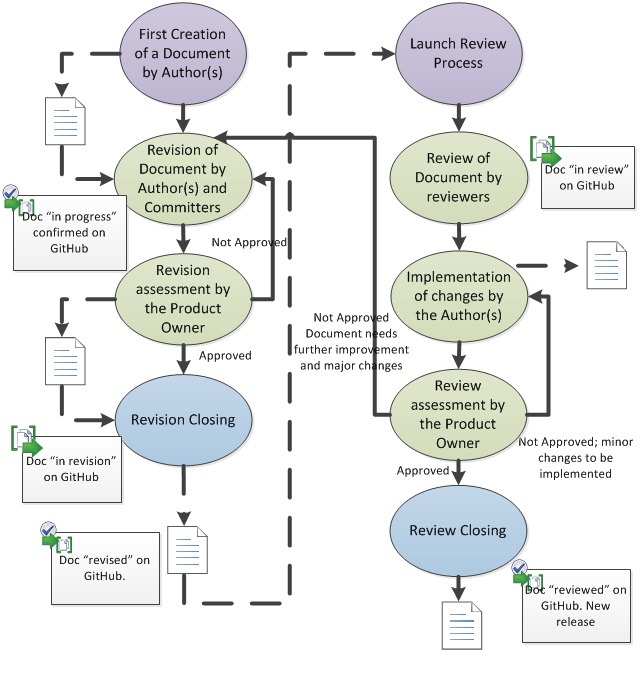 First Creation
of a Document
by Author(s)
Revision of
Document by
Author(s) and
Committers
Doc “in progress”
confirmed on
GitHub
Not Approved
Revision
assessment by
the Product
Owner
Approved
Revision Closing
Doc “in revision”
on GitHub
Doc “revised” on
GitHub.
Launch Review
Process
Review of
Document by
reviewers
Doc “in review”
on GitHub
Implementation
of changes by
the Author(s)
Not Approved
Document needs
further improvement
and major changes
Review
assessment by
the Product
Owner
Not Approved; minor
changes to be
implemented
Approved
Review Closing
Doc “reviewed” on
GitHub. New
release